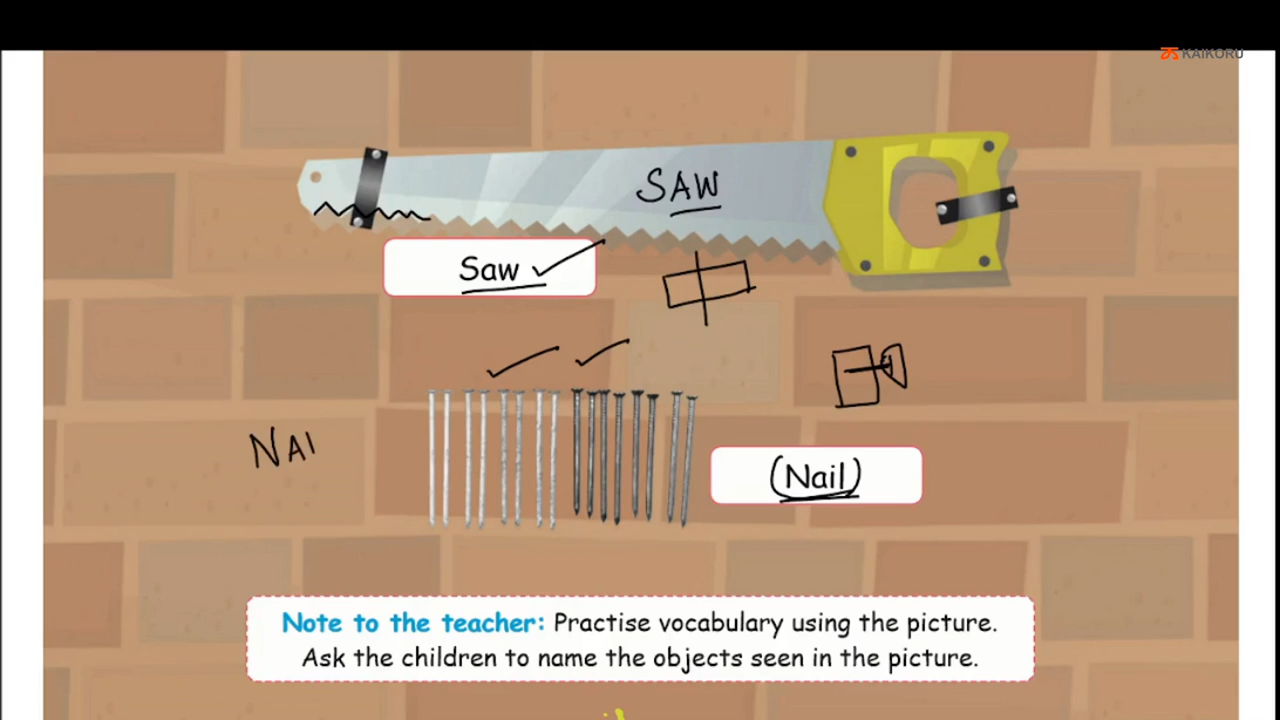 KAIKORU
SAW
Saw
NAI
(Nail)
Note to the teacher: Practise vocabulary using the picture.
Ask the children to name the objects seen in the picture.